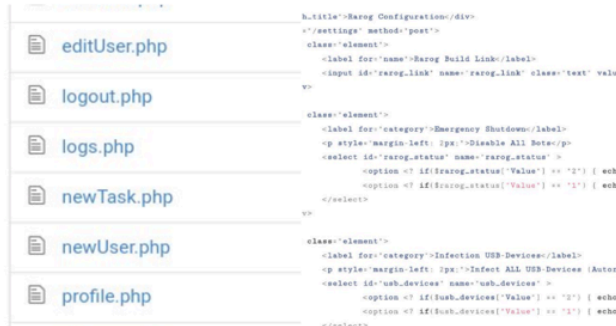 editUser.php
logout.php
logs.php
newTask.php
newUser.php
profile.php
h_title">Rarog Configuration</div>
="/settings" method="post">
class="element">
<label for="name">Rarog Build Link</label>
<input id="rarog_link" name="rarog_link" class="text" valu
v>
class="element">
<label for="category">Emergency Shutdown</label>
<p style="margin-left: 2px;">Disable All Bots</p>
<select id="rarog_status" name="rarog_status" >
<option <? if($rarog_status["Value"] == "2") { ech
<option <? if($rarog_status["Value"] == "1") { ech
</select>
v>
class="element">
<label for="category">Infection USB-Devices</label>
<p style="margin-left: 2px;">Infect ALL USB-Devices (Autor
<select id="usb_devices" name="usb_devices" >
<option <? if($usb_devices["Value"] == "2") { echo
<option <? if($usb_devices["Value"] == "1") { echo
</select>